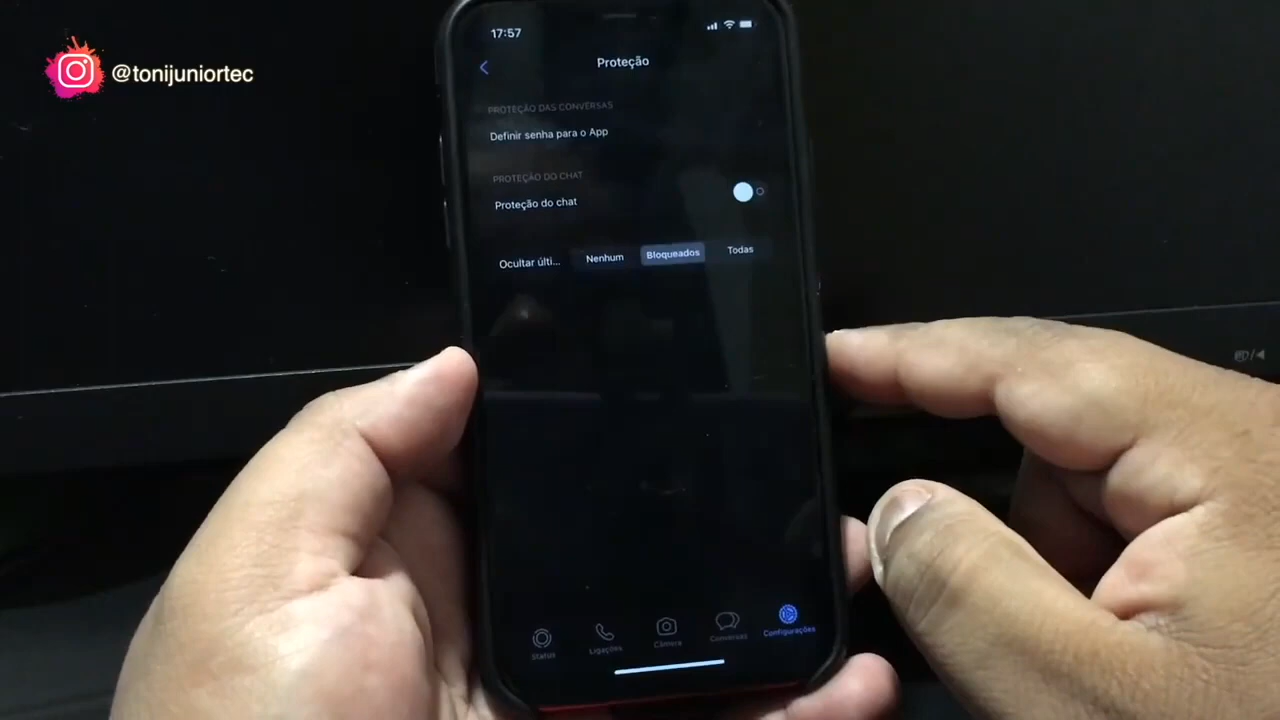 @tonijuniortec
17:57
Proteção
PROTEÇÃO DAS CONVERSAS
Definir senha para o App
PROTEÇÃO DO CHAT
Proteção do chat
Ocultar últi... Nenhum Bloqueados Todas
Status Ligações Câmera Conversas Configurações